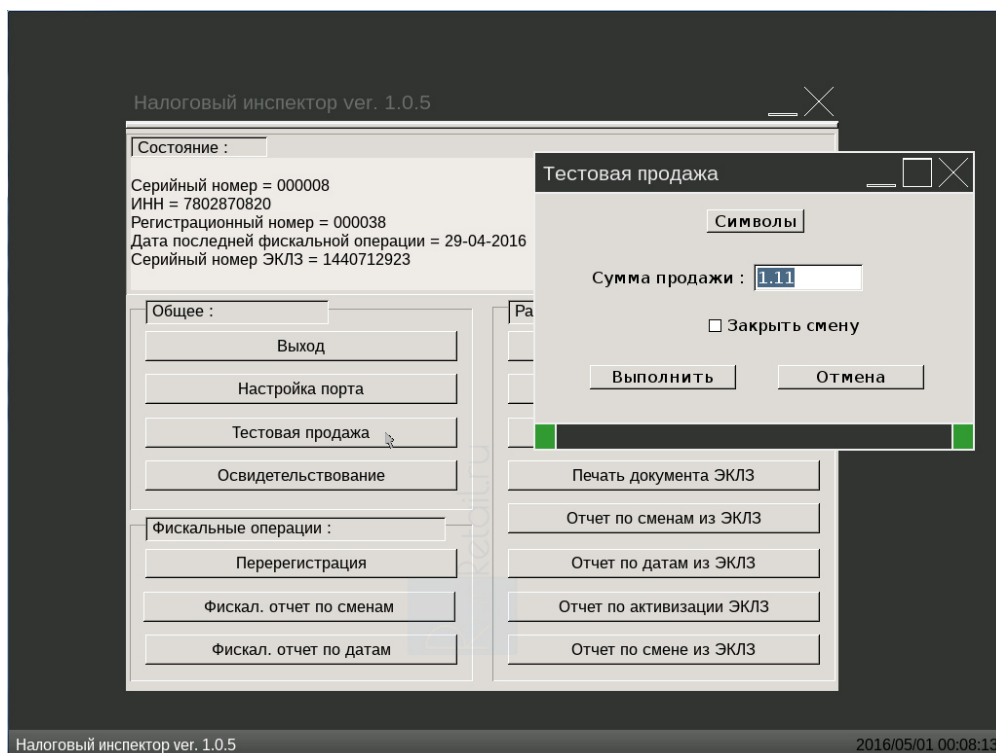 Налоговый инспектор ver. 1.0.5
Состояние :
Серийный номер = 000008
ИНН = 7802870820
Регистрационный номер = 000038
Дата последней фискальной операции = 29-04-2016
Серийный номер ЭКЛЗ = 1440712923
Общее :
Выход
Настройка порта
Тестовая продажа
Освидетельствование
Фискальные операции :
Перерегистрация
Фискал. отчет по сменам
Фискал. отчет по датам
Ра
Печать документа ЭКЛЗ
Отчет по сменам из ЭКЛЗ
Отчет по датам из ЭКЛЗ
Отчет по активизации ЭКЛЗ
Отчет по смене из ЭКЛЗ
Тестовая продажа
Символы
Сумма продажи : 1.11
Закрыть смену
Выполнить
Отмена
Retail.ru
Налоговый инспектор ver. 1.0.5
2016/05/01 00:08:13